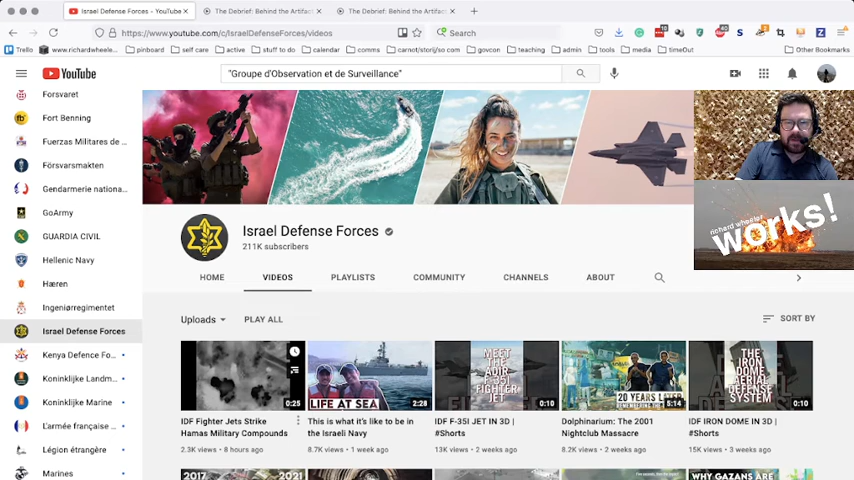 Israel Defense Forces - YouTube
The Debrief: Behind the Artifac
The Debrief: Behind the Artifac
https://www.youtube.com/c/IsraelDefenseForces/videos
Search
Trello
www.richardwheele...
pinboard
self care
active
stuff to do
calendar
comms
carnot/storij/so com
govcon
teaching
admin
tools
media
timeOut
Other Bookmarks
YouTube
"Groupe d'Observation et de Surveillance"
Forsvaret
Fort Benning
Fuerzas Militares de ...
Försvarsmakten
Gendarmerie nationa...
GoArmy
GUARDIA CIVIL
Hellenic Navy
Hæren
Ingeniørregimentet
Israel Defense Forces
Kenya Defence Fo...
Koninklijke Landm...
Koninklijke Marine
L'armée française ...
Légion étrangère
Marines
richard wheeler
works!
Israel Defense Forces
211K subscribers
HOME
VIDEOS
PLAYLISTS
COMMUNITY
CHANNELS
ABOUT
Uploads
PLAY ALL
SORT BY
0:25
LIFE AT SEA
2:28
MEET
THE
ADIR
F-35I
FIGHTER
JET
0:10
20 YEARS LATER
5:14
THE
IRON
DOME
AERIAL
DEFENSE
SYSTEM
0:10
IDF Fighter Jets Strike
Hamas Military Compounds
2.3K views • 8 hours ago
This is what it's like to be in
the Israeli Navy
8.7K views • 1 week ago
IDF F-35I JET IN 3D |
#Shorts
13K views • 2 weeks ago
Dolphinarium: The 2001
Nightclub Massacre
8.2K views • 2 weeks ago
IDF IRON DOME IN 3D |
#Shorts
15K views • 3 weeks ago
2017
2021
WHY GAZANS ARE